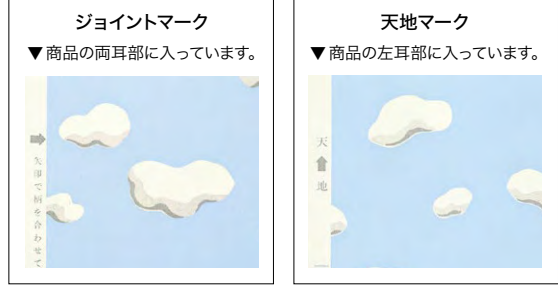 ジョイントマーク
▼商品の両耳部に入っています。
➡
矢印で柄を合わせて
天地マーク
▼商品の左耳部に入っています。
天
⬆
地